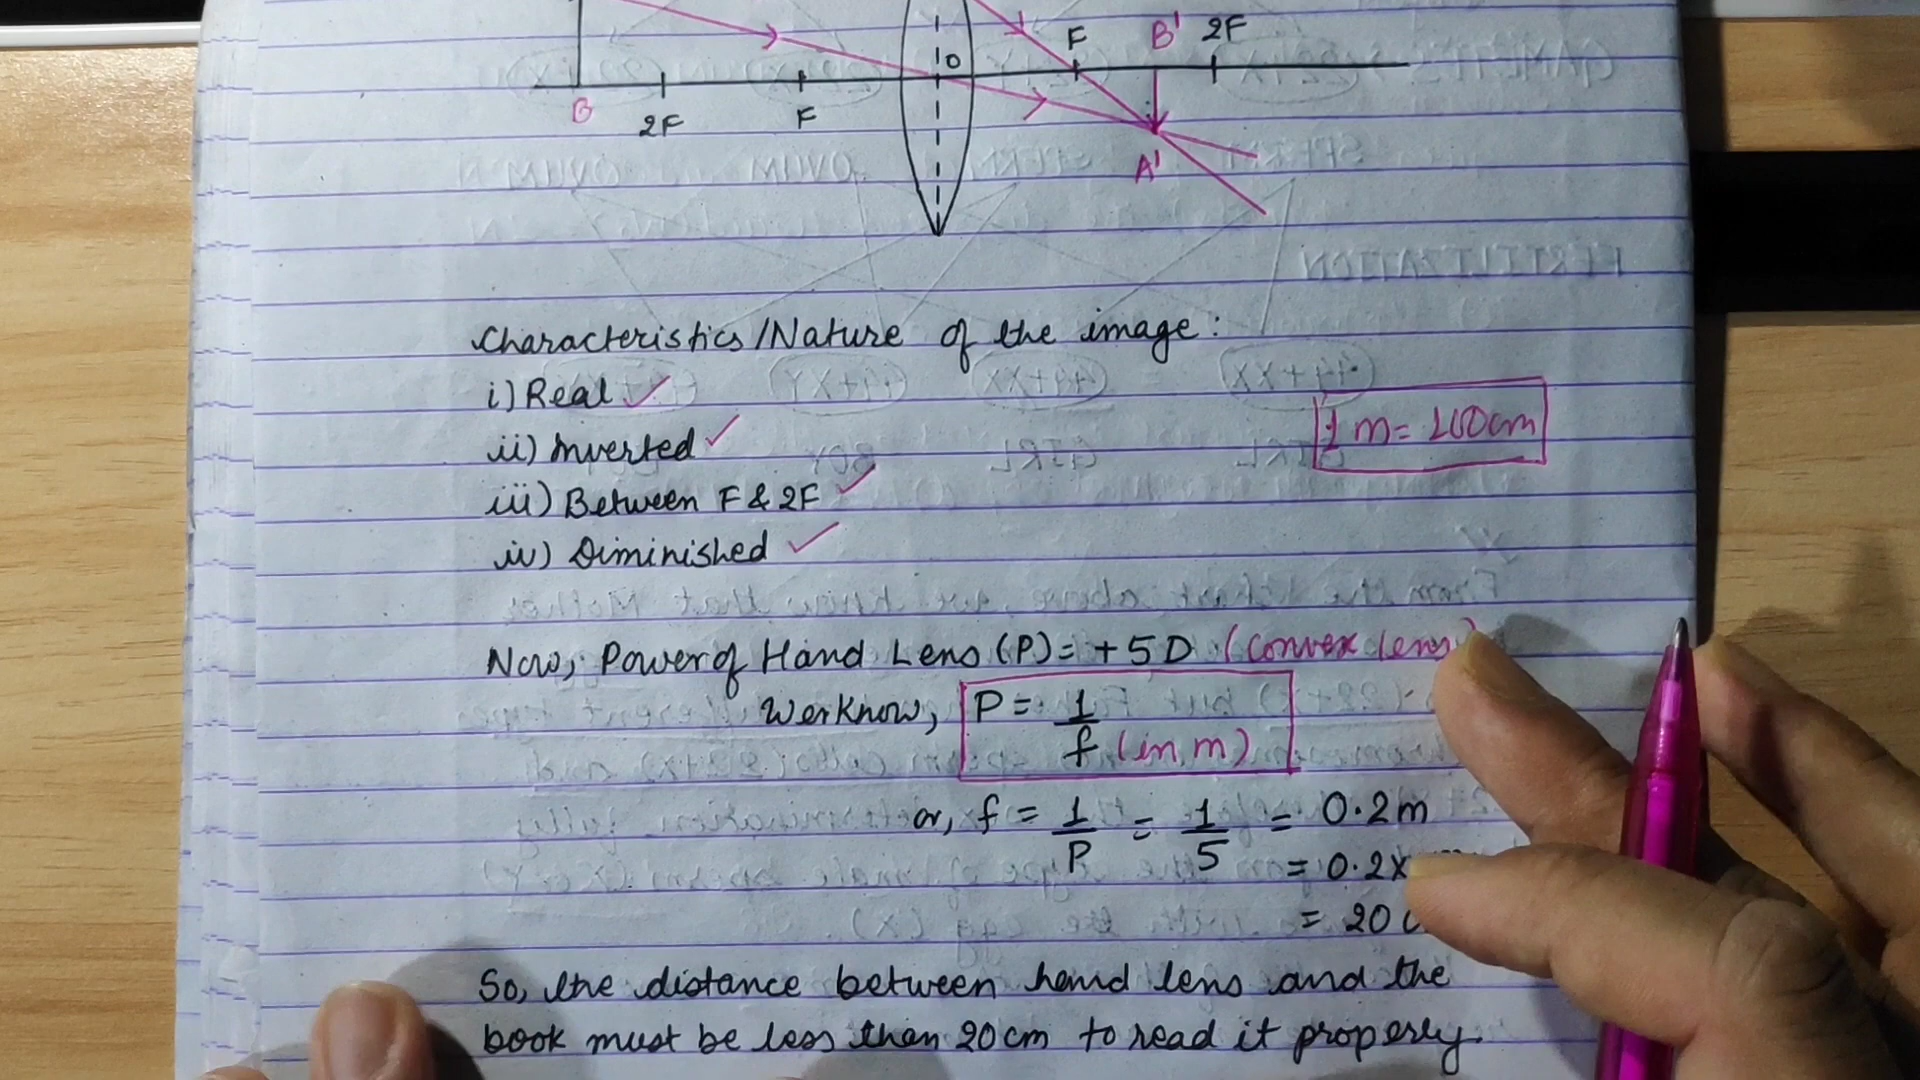 F B' 2F
O
B 2F F
A'
Characteristics/Nature of the image:
i) Real ✓
1 m = 100cm
ii) Inverted ✓
iii) Between F & 2F ✓
iv) Diminished ✓
Now, Power of Hand Lens (P) = +5D (Convex lens)
We know, P = 1/f (in m)
or, f = 1/P = 1/5 = 0.2m
= 0.2×
= 20
So, the distance between hand lens and the
book must be less than 20cm to read it properly.